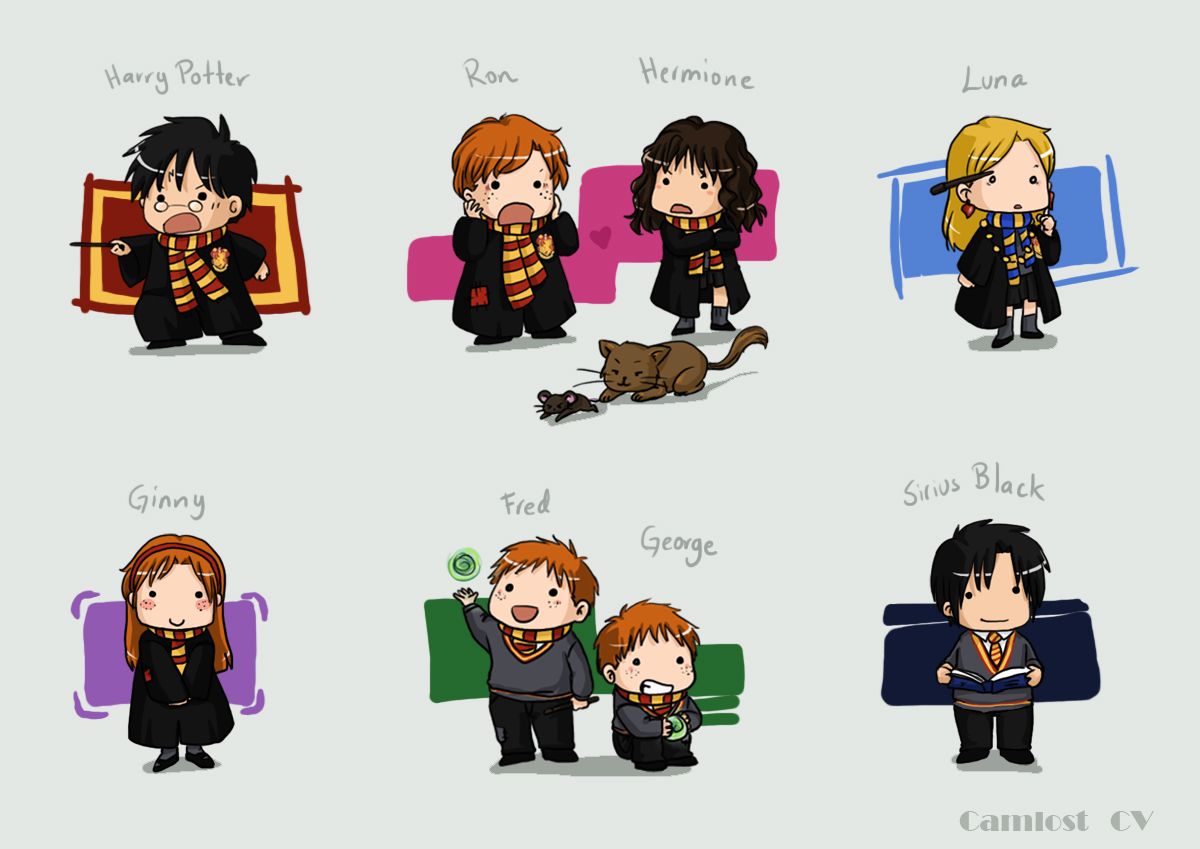 Harry Potter
Ron
Hermione
Luna
Ginny
Fred
George
Sirius Black
Camlost CV